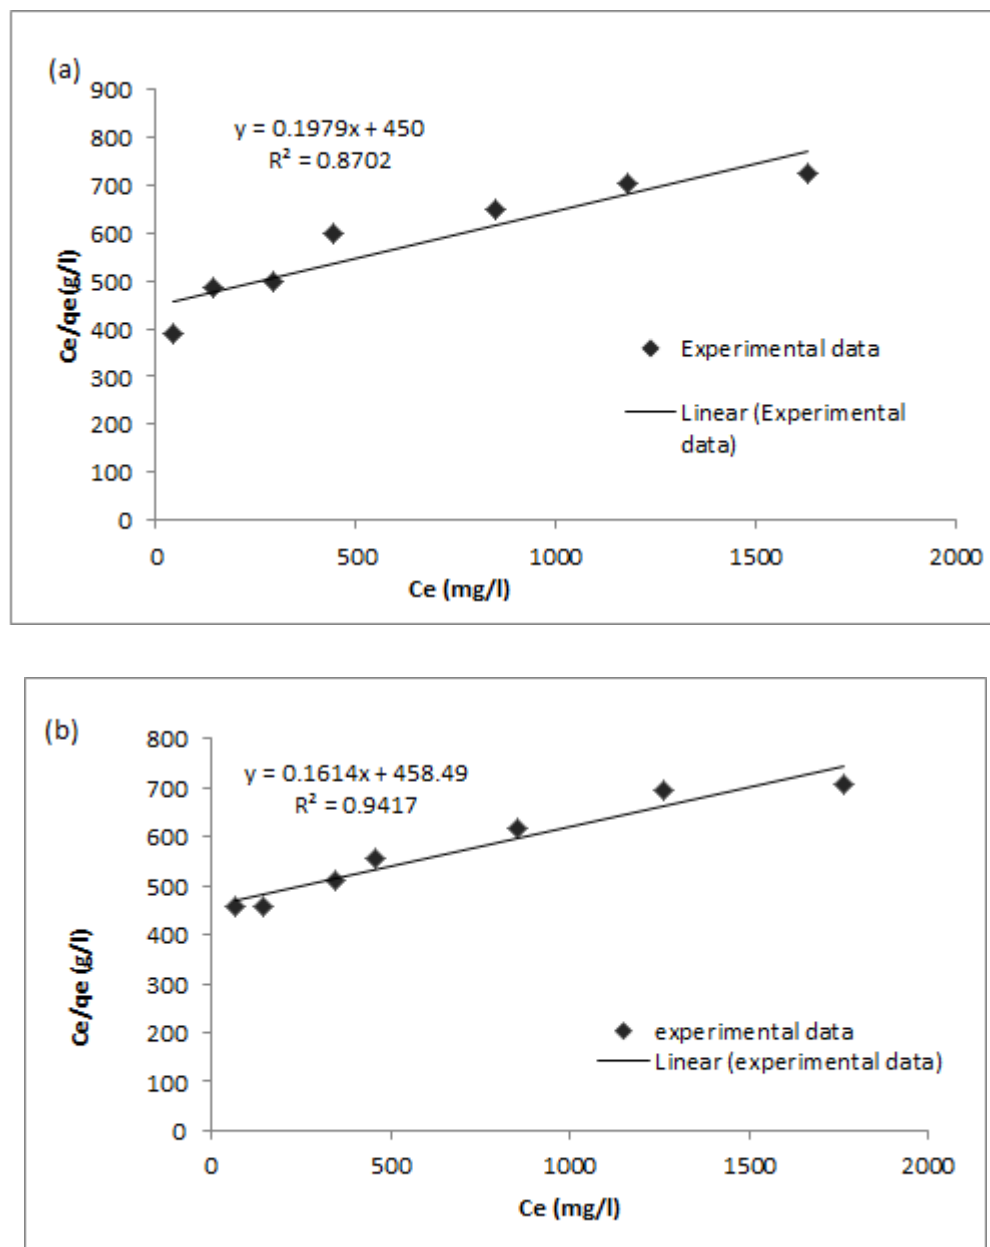 (a)
900
800
700
600
500
400
300
200
100
0
Ce/qe(g/l)
y = 0.1979x + 450
R² = 0.8702
Experimental data
Linear (Experimental
data)
0 500 1000 1500 2000
Ce (mg/l)
(b)
800
700
600
500
400
300
200
100
0
Ce/qe (g/l)
y = 0.1614x + 458.49
R² = 0.9417
experimental data
Linear (experimental data)
0 500 1000 1500 2000
Ce (mg/l)